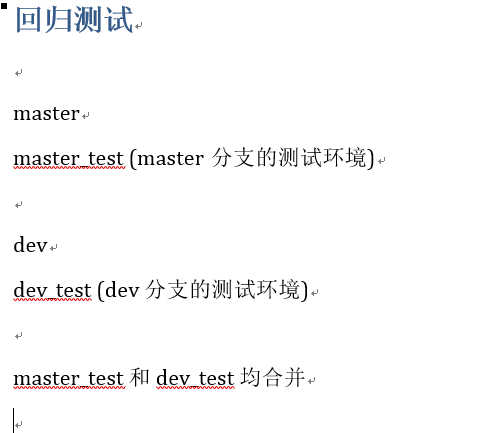 回归测试
master
master_test (master 分支的测试环境)
dev
dev_test (dev 分支的测试环境)
master_test 和 dev_test 均合并